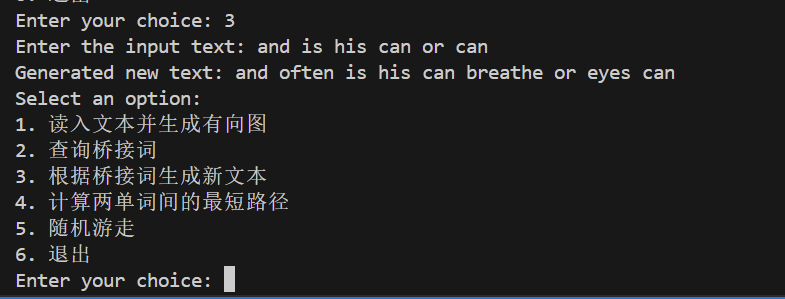 Enter your choice: 3
Enter the input text: and is his can or can
Generated new text: and often is his can breathe or eyes can
Select an option:
1. 读入文本并生成有向图
2. 查询桥接词
3. 根据桥接词生成新文本
4. 计算两单词间的最短路径
5. 随机游走
6. 退出
Enter your choice: